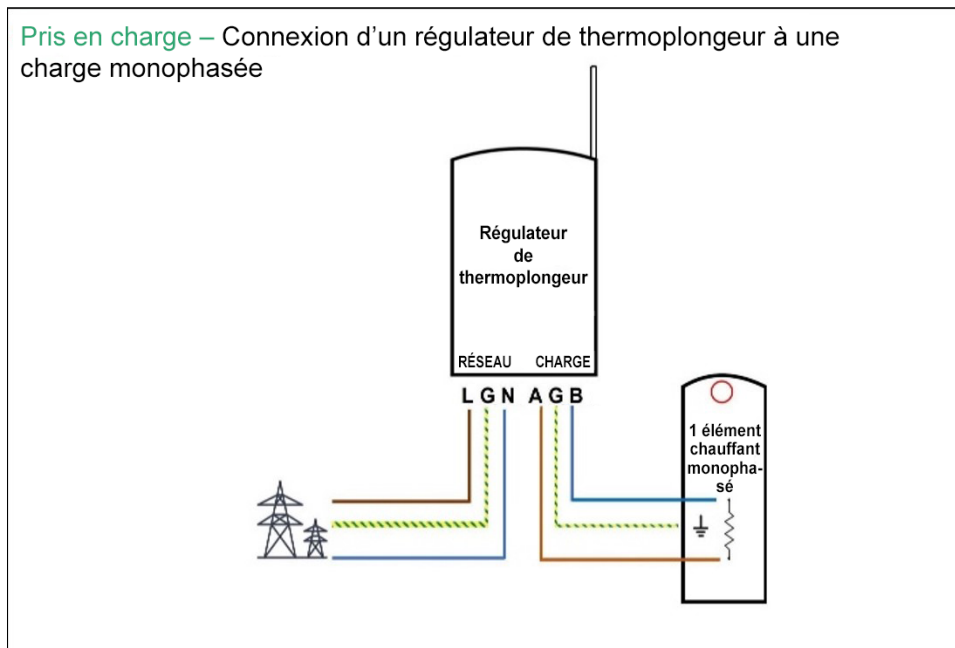 Pris en charge – Connexion d’un régulateur de thermoplongeur à une
charge monophasée
Régulateur
de
thermoplongeur
RÉSEAU CHARGE
L G N A G B
1 élément
chauffant
monopha-
sé